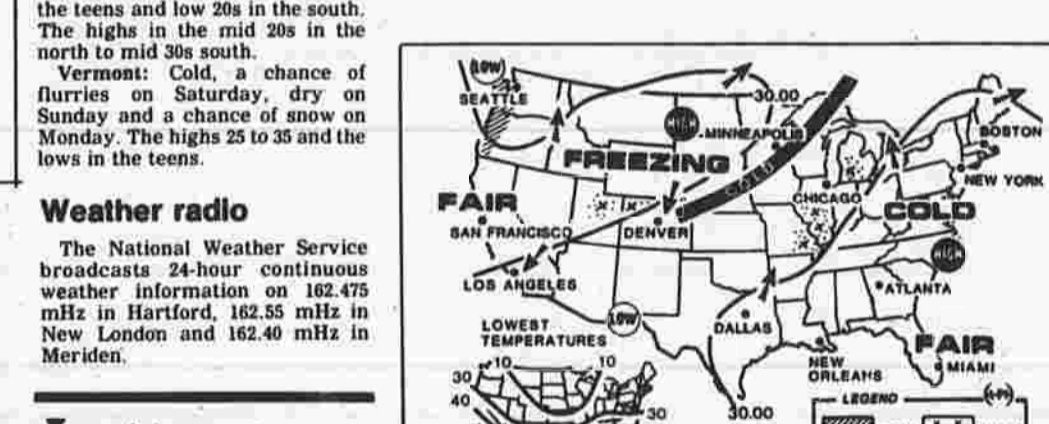 the teens and low 20s in the south.
The highs in the mid 20s in the
north to mid 30s south.
Vermont: Cold, a chance of
flurries on Saturday, dry on
Sunday and a chance of snow on
Monday. The highs 25 to 35 and the
lows in the teens.
Weather radio
The National Weather Service
broadcasts 24-hour continuous
weather information on 162.475
mHz in Hartford, 162.55 mHz in
New London and 162.40 mHz in
Meriden.
LOW
SEATTLE
30.00
HIGH
MINNEAPOLIS
BOSTON
FREEZING
COLD
NEW YORK
FAIR
CHICAGO
COLD
SAN FRANCISCO
DENVER
HIGH
LOS ANGELES
ATLANTA
LOW
DALLAS
LOWEST
TEMPERATURES
FAIR
NEW
ORLEANS
MIAMI
10
10
30
40
30
30.00
LEGEND